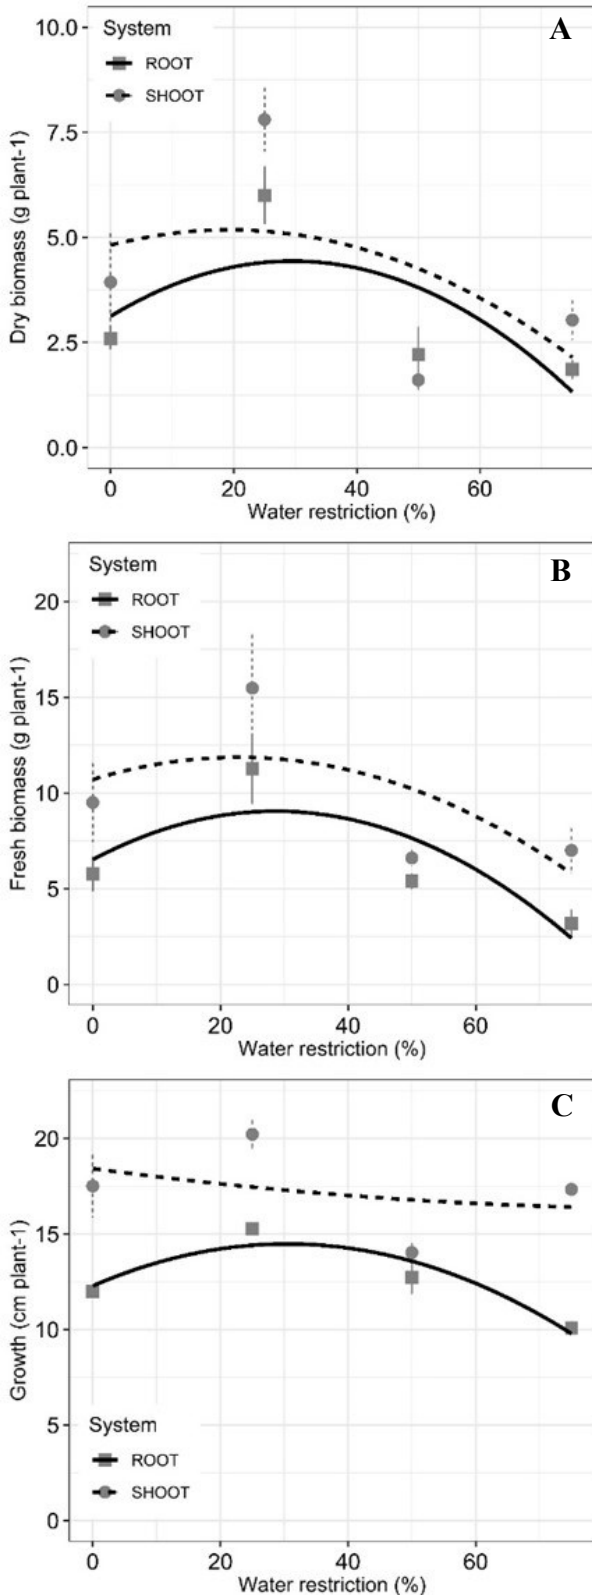 System
A
ROOT
SHOOT
10.0
7.5
5.0
2.5
0.0
Dry biomass (g plant-1)
0 20 40 60
Water restriction (%)
System
B
ROOT
SHOOT
20
15
10
5
0
Fresh biomass (g plant-1)
0 20 40 60
Water restriction (%)
C
20
15
10
5
0
Growth (cm plant-1)
System
ROOT
SHOOT
0 20 40 60
Water restriction (%)